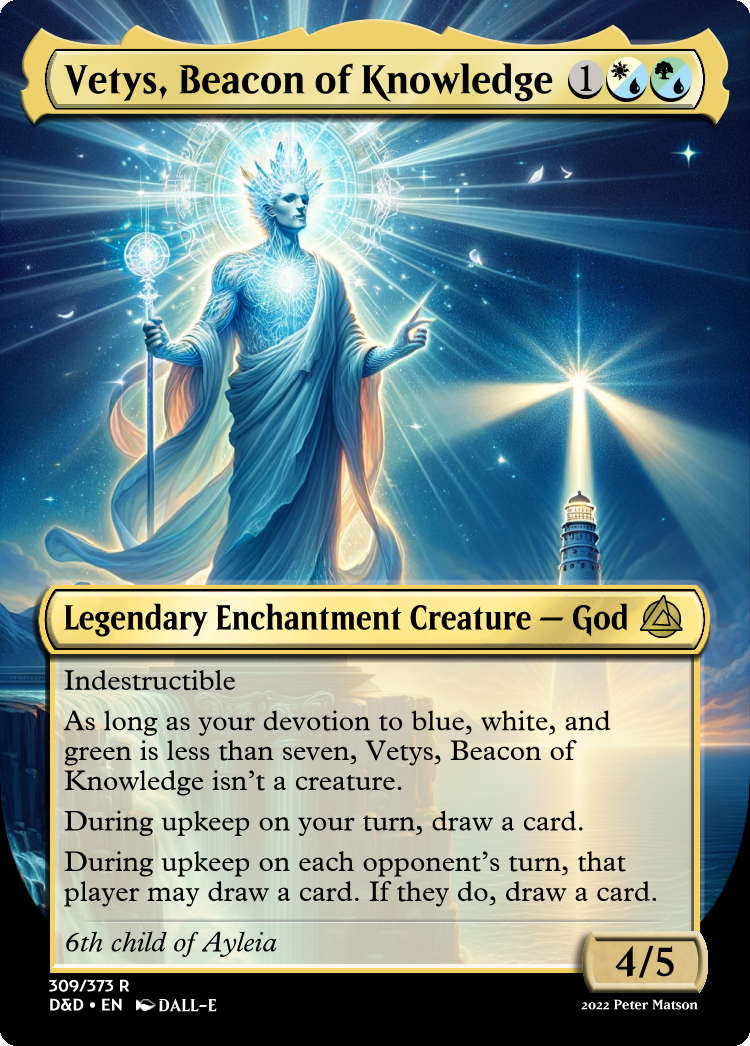 Vetys, Beacon of Knowledge 1
Legendary Enchantment Creature — God
Indestructible
As long as your devotion to blue, white, and
green is less than seven, Vetys, Beacon of
Knowledge isn't a creature.
During upkeep on your turn, draw a card.
During upkeep on each opponent's turn, that
player may draw a card. If they do, draw a card.
6th child of Ayleia
4/5
309/373 R
D&D • EN DALL-E
2022 Peter Matson